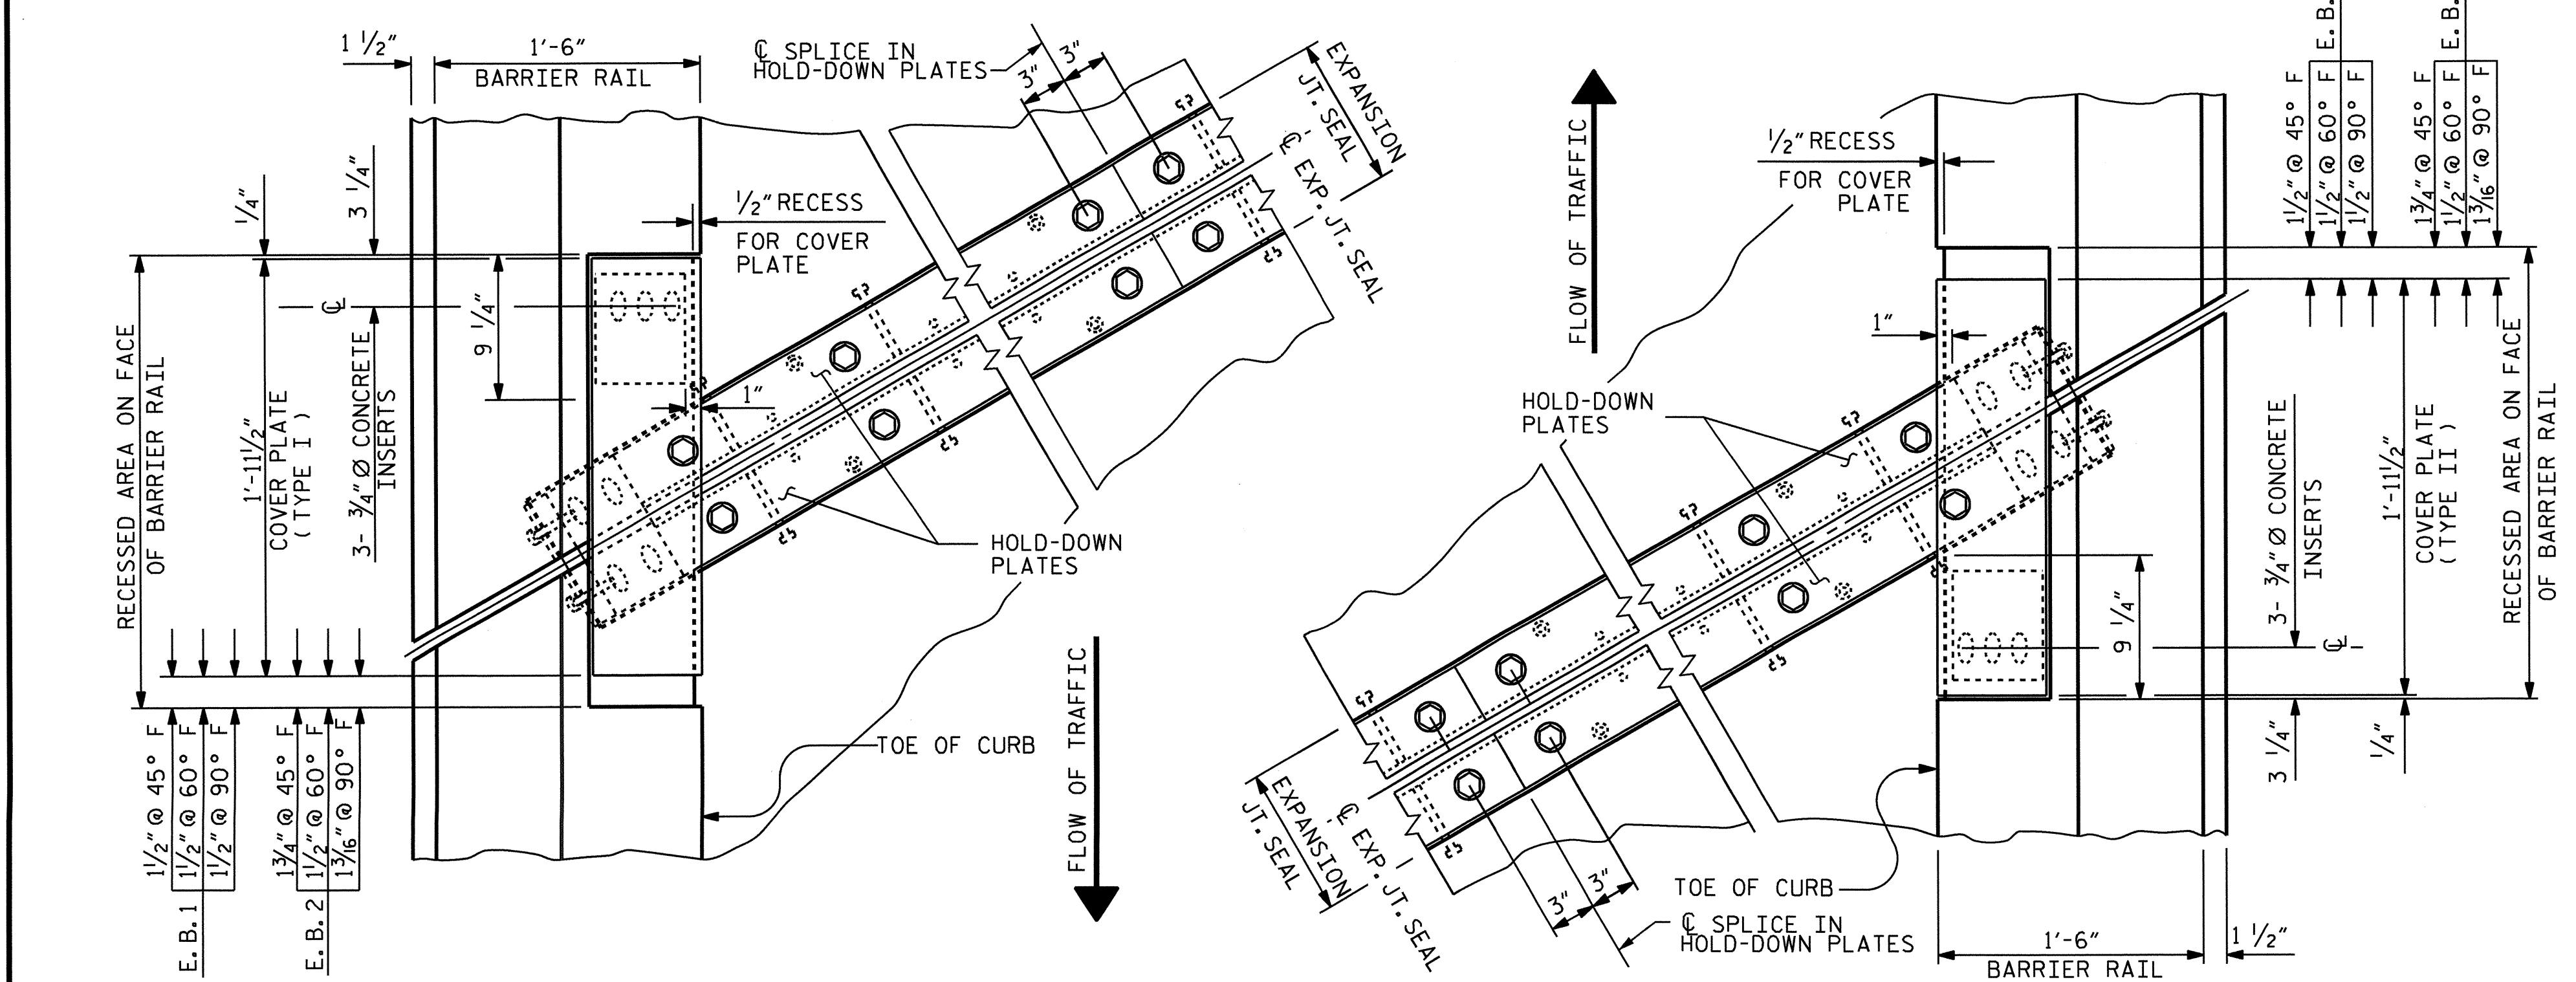 1 1/2"
1'-6"
BARRIER RAIL
℄ SPLICE IN
HOLD-DOWN PLATES
3"
3"
EXPANSION
JT. SEAL
℄ EXP. JT. SEAL
1/4"
3 1/4"
1/2" RECESS
FOR COVER
PLATE
℄
9 1/4"
1"
RECESSED AREA ON FACE
OF BARRIER RAIL
1'-11 1/2"
COVER PLATE
( TYPE II )
3- 3/4" Ø CONCRETE
INSERTS
HOLD-DOWN
PLATES
TOE OF CURB
FLOW OF TRAFFIC
1 1/2" @ 45° F
1 1/2" @ 60° F
1 1/2" @ 90° F
E. B. 1
1 3/4" @ 45° F
1 1/2" @ 60° F
1 3/16" @ 90° F
E. B. 2
FLOW OF TRAFFIC
1/2" RECESS
FOR COVER
PLATE
1 1/2" @ 45° F
1 1/2" @ 60° F
1 1/2" @ 90° F
E. B.
1 3/4" @ 45° F
1 1/2" @ 60° F
1 3/16" @ 90° F
E. B.
1"
HOLD-DOWN
PLATES
9 1/4"
3- 3/4" Ø CONCRETE
INSERTS
℄
1'-11 1/2"
COVER PLATE
( TYPE II )
RECESSED AREA ON FACE
OF BARRIER RAIL
3 1/4"
1/4"
EXPANSION
JT. SEAL
℄ EXP. JT. SEAL
3"
3"
TOE OF CURB
℄ SPLICE IN
HOLD-DOWN PLATES
1'-6"
BARRIER RAIL
1 1/2"